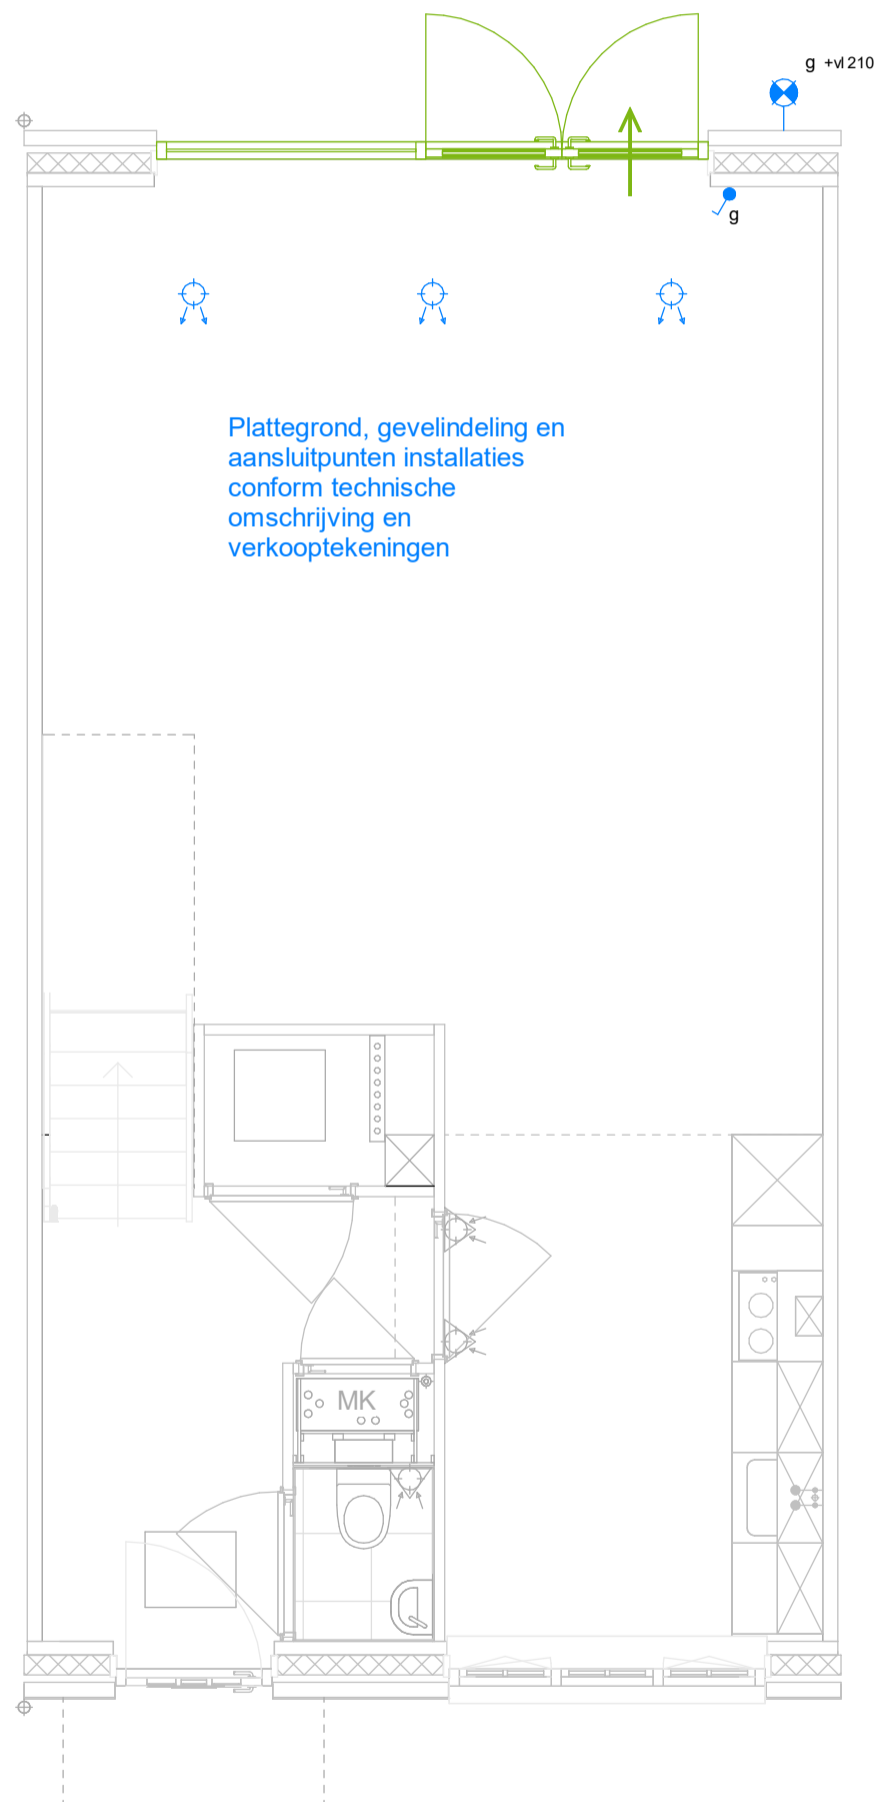 g +vl 210
g
Plattegrond, gevelindeling en
aansluitpunten installaties
conform technische
omschrijving en
verkooptekeningen
MK